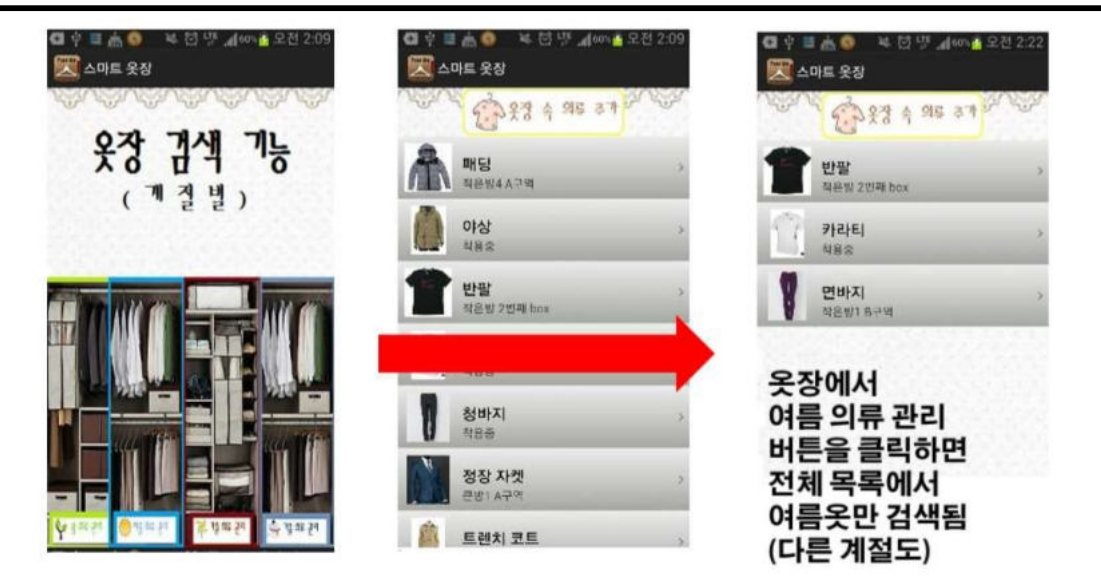 오전 2:09
스마트 옷장
옷장 검색 기능
(계절별)
오전 2:09
스마트 옷장
옷장 속 의류 추가
패딩
작은방4 A구역
야상
착용중
반팔
작은방 2번째 box
착용중
청바지
착용중
정장 자켓
큰방1 A구역
트렌치 코트
60% 오전 2:22
스마트 옷장
옷장 속 의류 추가
반팔
작은방 2번째 box
카라티
착용중
면바지
작은방1 B구역
옷장에서
여름 의류 관리
버튼을 클릭하면
전체 목록에서
여름옷만 검색됨
(다른 계절도)